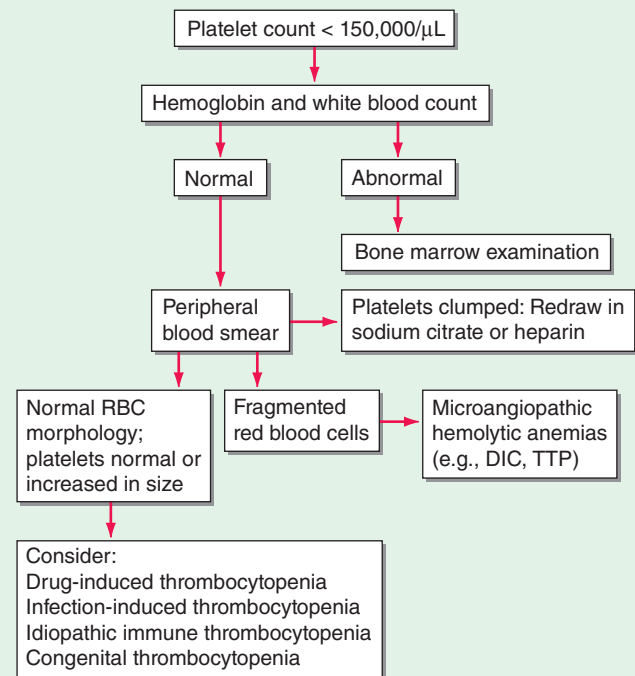 Platelet count < 150,000/μL
Hemoglobin and white blood count
Normal
Abnormal
Bone marrow examination
Peripheral
blood smear
Platelets clumped: Redraw in
sodium citrate or heparin
Normal RBC
morphology;
platelets normal or
increased in size
Fragmented
red blood cells
Microangiopathic
hemolytic anemias
(e.g., DIC, TTP)
Consider:
Drug-induced thrombocytopenia
Infection-induced thrombocytopenia
Idiopathic immune thrombocytopenia
Congenital thrombocytopenia